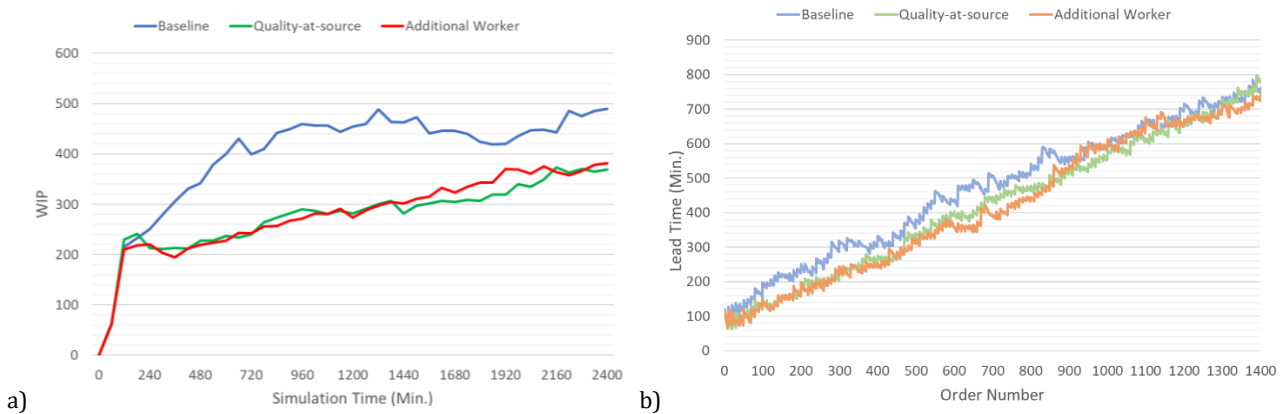 Baseline Quality-at-source Additional Worker
600
500
400
300
200
100
0
WIP
0 240 480 720 960 1200 1440 1680 1920 2160 2400
Simulation Time (Min.)
a)
Baseline Quality-at-source Additional Worker
900
800
700
600
500
400
300
200
100
0
Lead Time (Min.)
0 100 200 300 400 500 600 700 800 900 1000 1100 1200 1300 1400
Order Number
b)